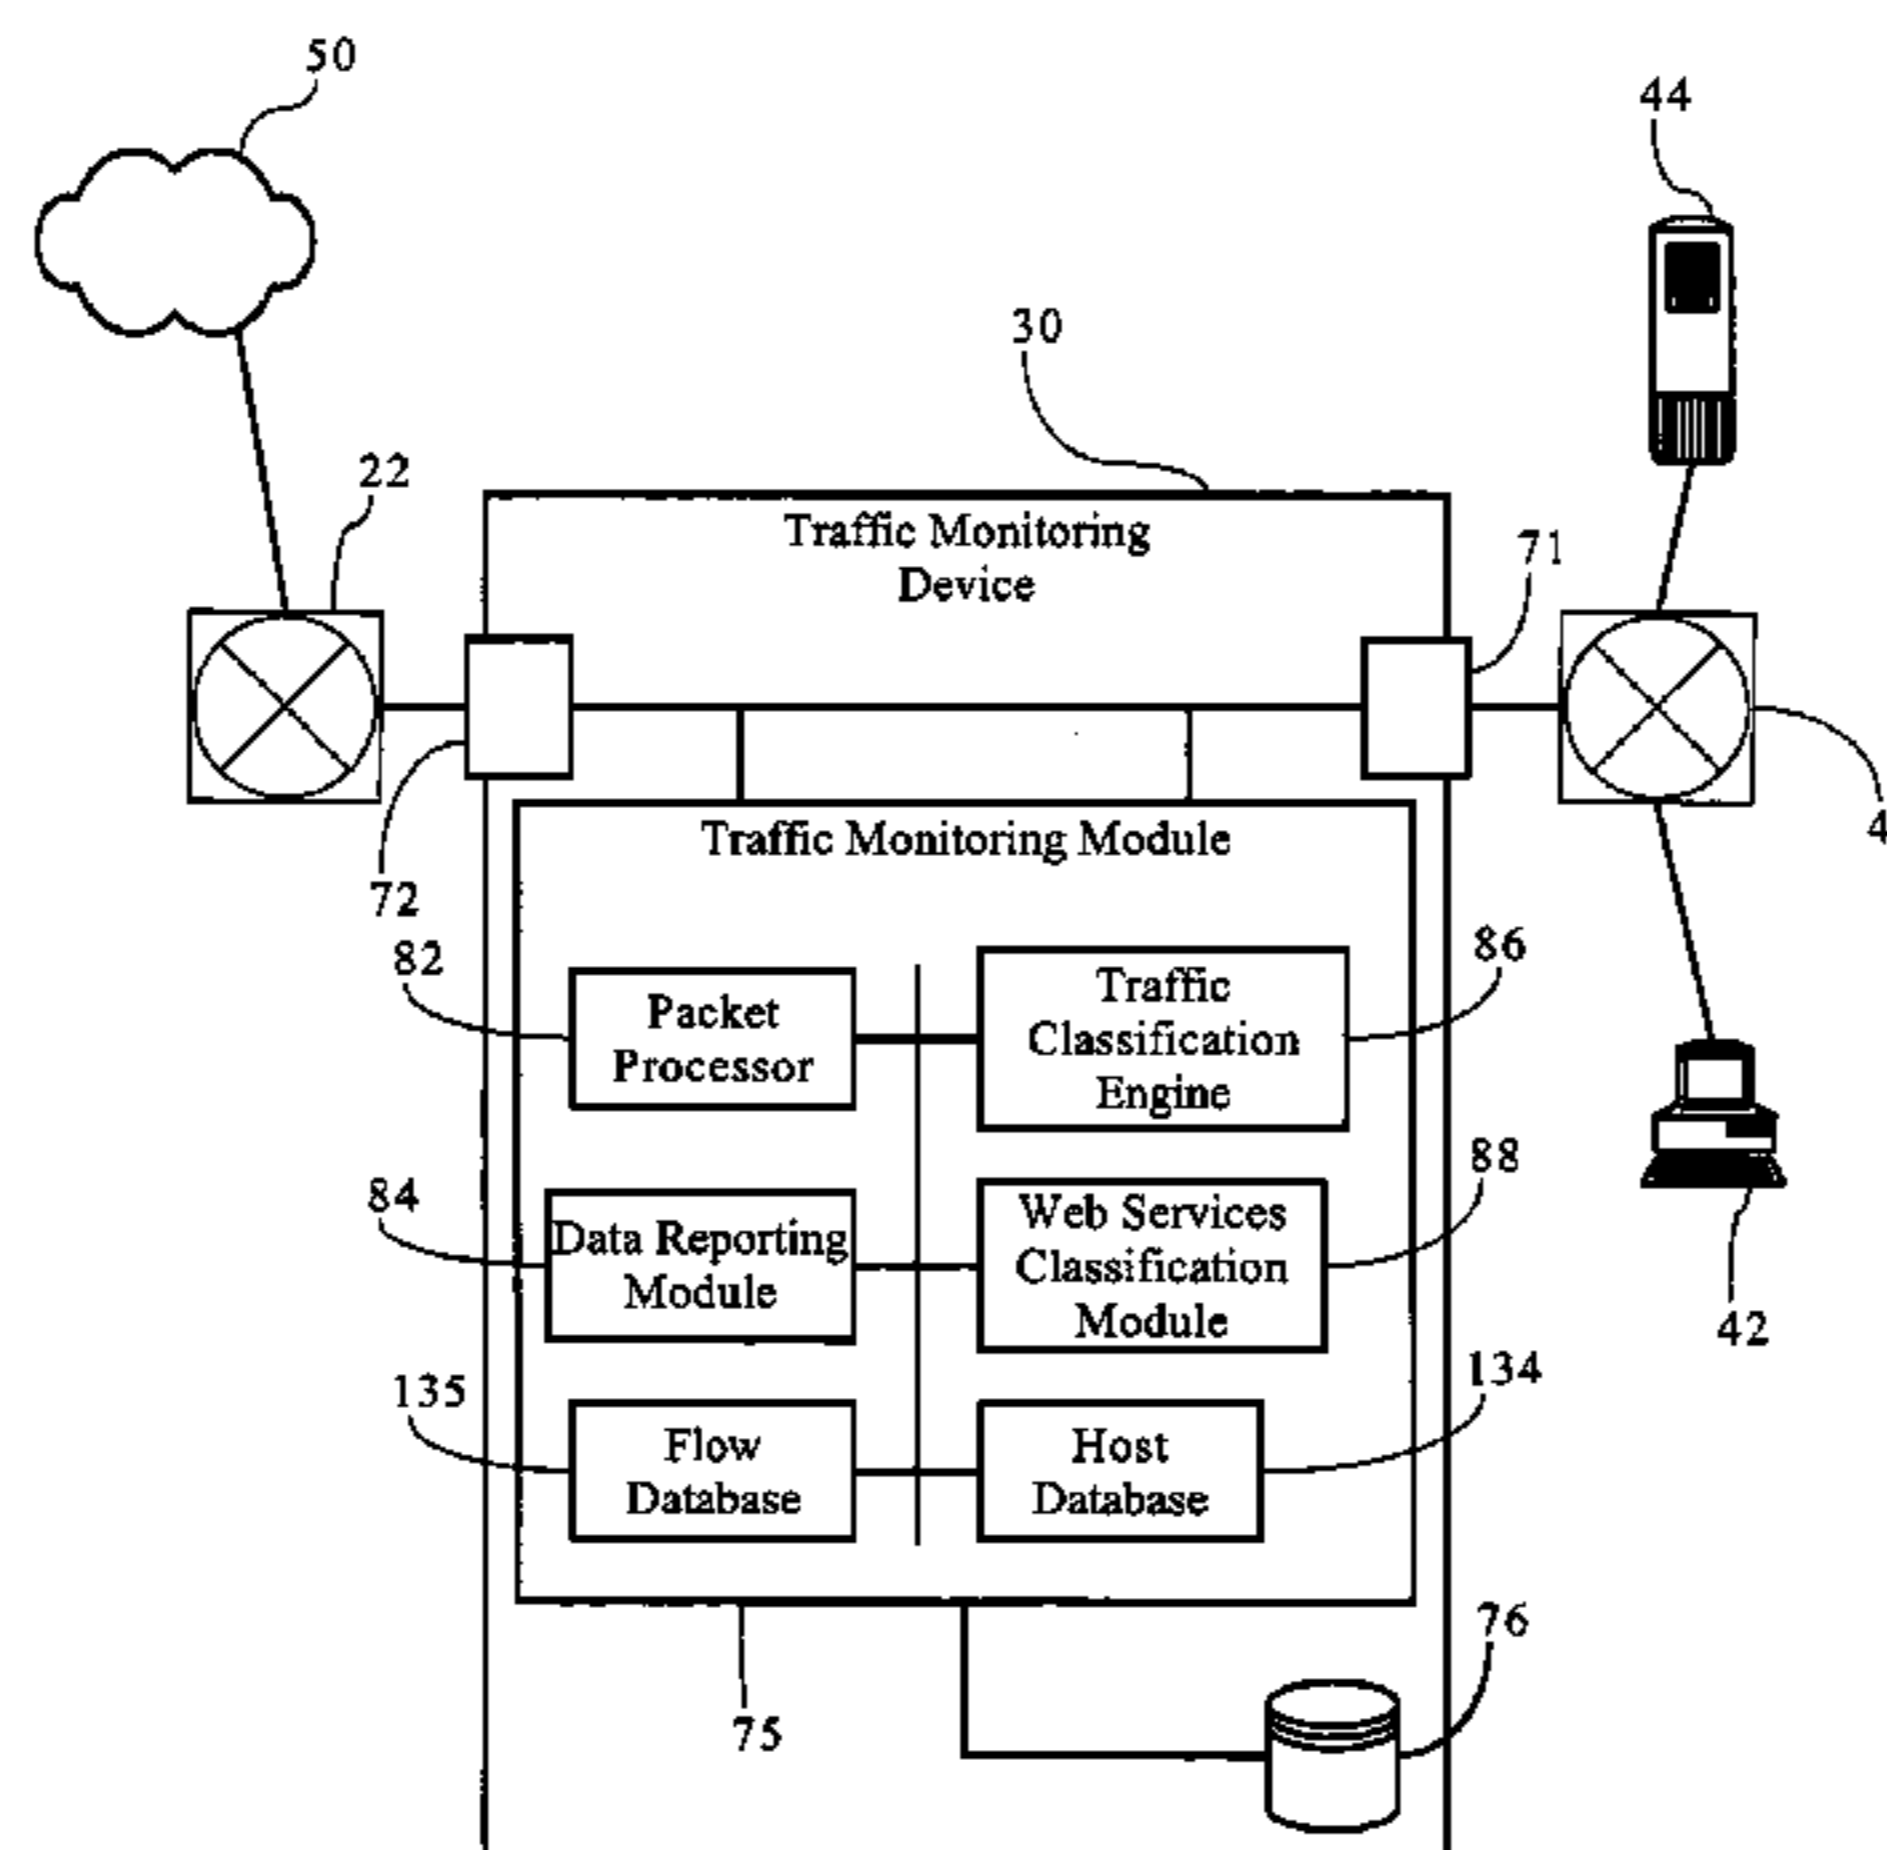 50
44
30
22
Traffic Monitoring
Device
71
4
Traffic Monitoring Module
72
82
Packet
Processor
Traffic
Classification
Engine
86
84
Data Reporting
Module
Web Services
Classification
Module
88
42
135
Flow
Database
Host
Database
134
76
75